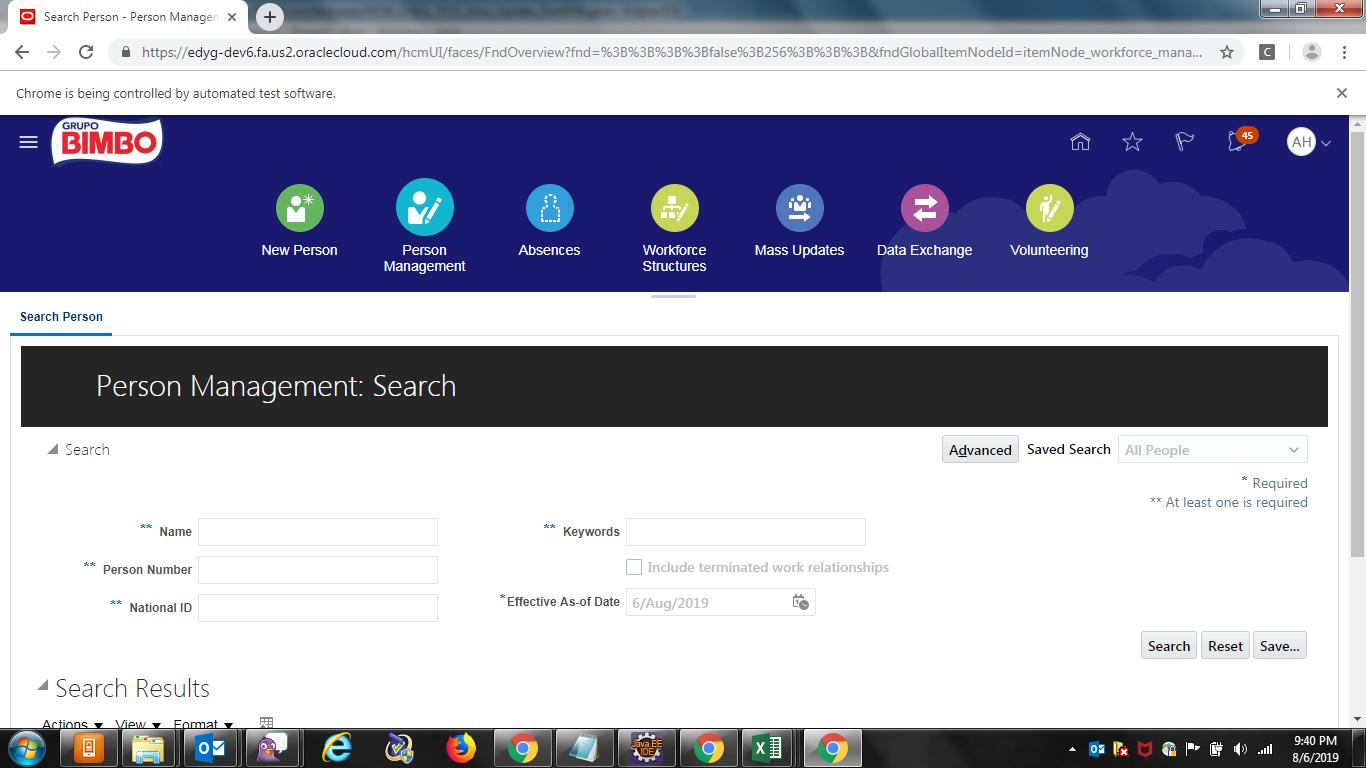 Search Person - Person Managen
https://edyg-dev6.fa.us2.oraclecloud.com/hcmUI/faces/FndOverview?fnd=%3B%3B%3B%3Bfalse%3B256%3B%3B%3B&fndGlobalItemNodeId=itemNode_workforce_mana...
C
Chrome is being controlled by automated test software.
GRUPO
BIMBO
45
AH
New Person
Person Management
Absences
Workforce Structures
Mass Updates
Data Exchange
Volunteering
Search Person
Person Management: Search
Search
Advanced Saved Search All People
* Required
** At least one is required
** Name
** Keywords
** Person Number
Include terminated work relationships
** National ID
*Effective As-of Date 6/Aug/2019
Search Reset Save...
Search Results
Actions View Format
Java EE
IDE
9:40 PM
8/6/2019